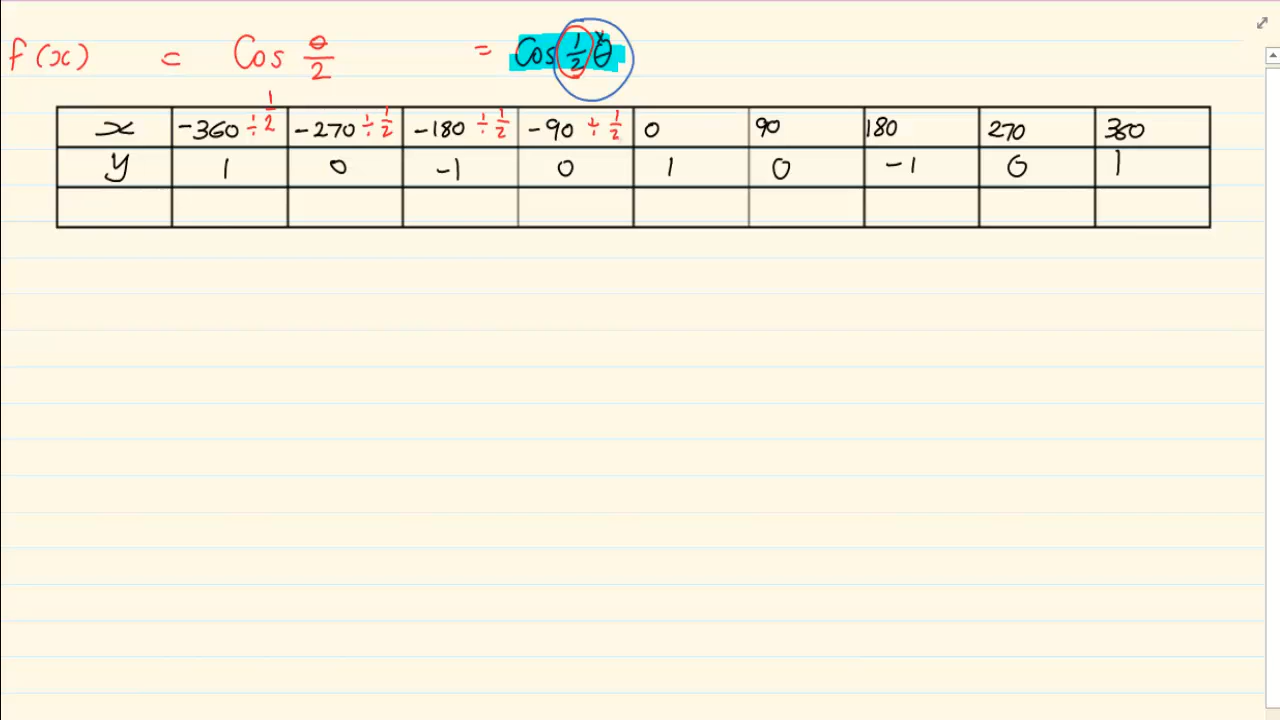 f(x) = Cos θ/2 = Cos 1/2 θ
x -360 ÷ 1/2 -270 ÷ 1/2 -180 ÷ 1/2 -90 ÷ 1/2 0 90 180 270 360
y 1 0 -1 0 1 0 -1 0 1